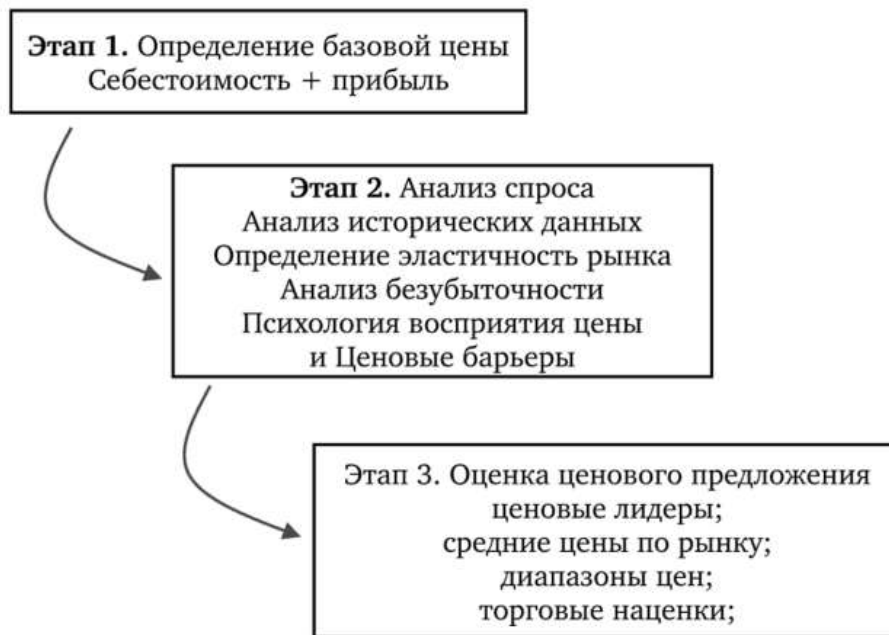 Этап 1. Определение базовой цены
Себестоимость + прибыль
Этап 2. Анализ спроса
Анализ исторических данных
Определение эластичность рынка
Анализ безубыточности
Психология восприятия цены
и Ценовые барьеры
Этап 3. Оценка ценового предложения
ценовые лидеры;
средние цены по рынку;
диапазоны цен;
торговые наценки;